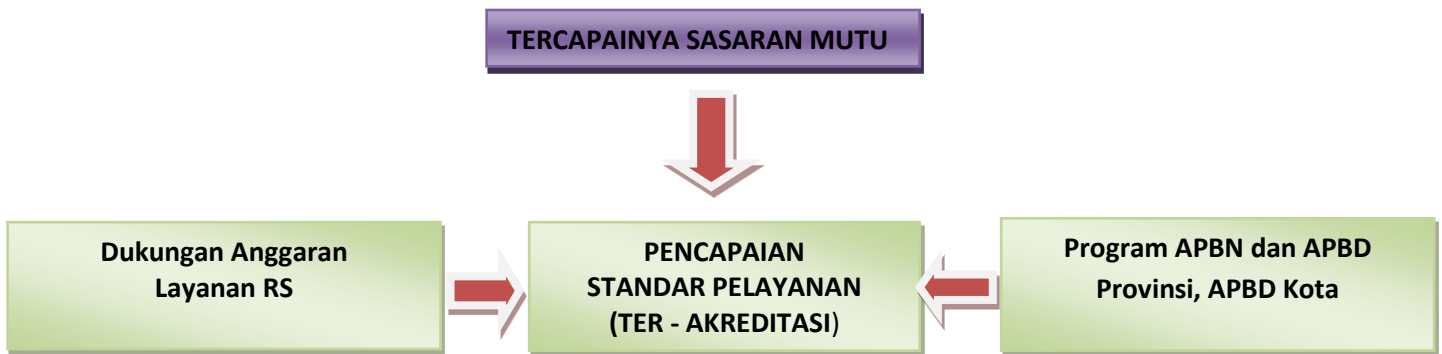 TERCAPAINYA SASARAN MUTU
Dukungan Anggaran
Layanan RS
PENCAPAIAN
STANDAR PELAYANAN
(TER - AKREDITASI)
Program APBN dan APBD
Provinsi, APBD Kota